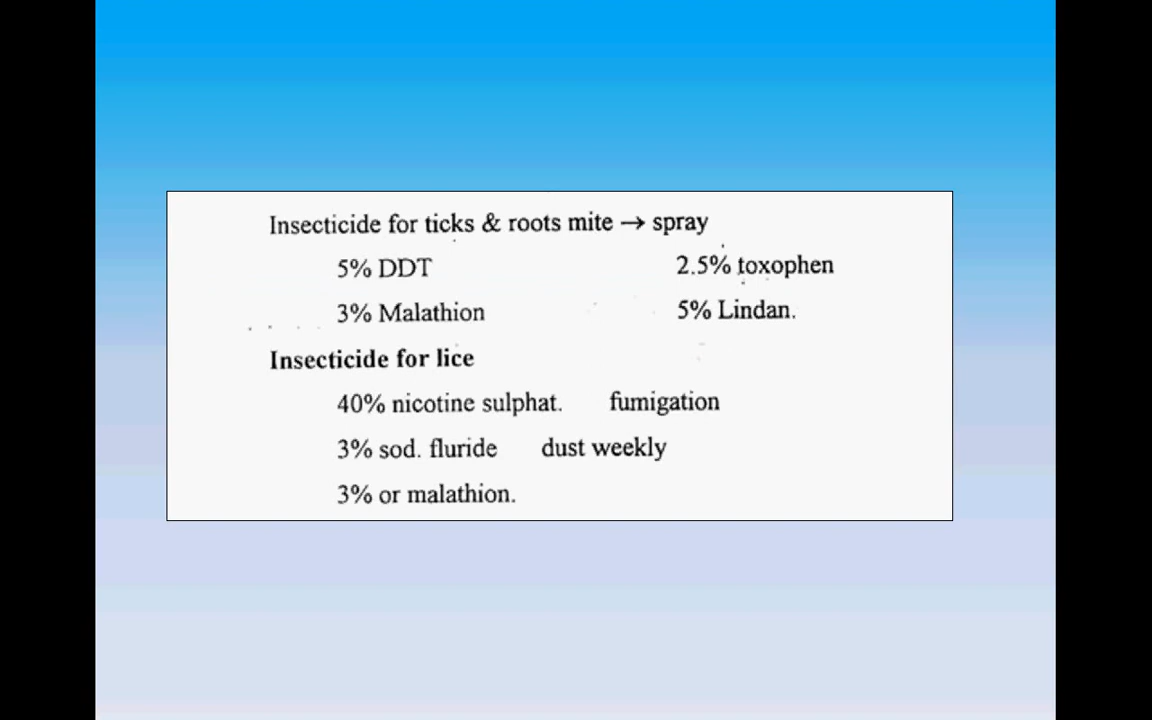 Insecticide for ticks & roots mite → spray
5% DDT 2.5% toxophen
3% Malathion 5% Lindan.
Insecticide for lice
40% nicotine sulphat. fumigation
3% sod. fluride dust weekly
3% or malathion.